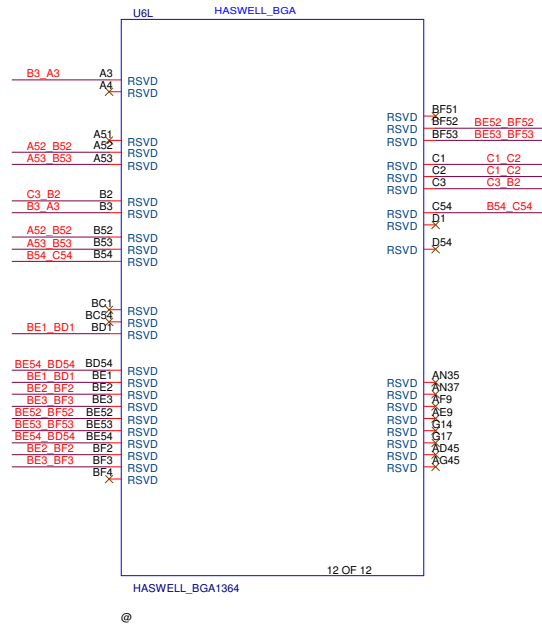 U6L HASWELL_BGA
B3_A3 A3 RSVD
A4 RSVD
A51 RSVD
A52_B52 A52 RSVD
A53_B53 A53 RSVD
C3_B2 B2 RSVD
B3_A3 B3 RSVD
A52_B52 B52 RSVD
A53_B53 B53 RSVD
B54_C54 B54 RSVD
BC1 RSVD
BC54 RSVD
BE1_BD1 BD1 RSVD
BE54_BD54 BD54 RSVD
BE1_BD1 BE1 RSVD
BE2_BF2 BE2 RSVD
BE3_BF3 BE3 RSVD
BE52_BF52 BE52 RSVD
BE53_BF53 BE53 RSVD
BE54_BD54 BE54 RSVD
BE2_BF2 BF2 RSVD
BE3_BF3 BF3 RSVD
BF4 RSVD
RSVD BF51
RSVD BF52 BE52_BF52
RSVD BF53 BE53_BF53
RSVD C1 C1_C2
RSVD C2 C1_C2
RSVD C3 C3_B2
RSVD C54 B54_C54
RSVD D1
RSVD D54
RSVD AN35
RSVD AN37
RSVD AF9
RSVD AE9
RSVD G14
RSVD G17
RSVD AD45
RSVD AG45
12 OF 12
HASWELL_BGA1364
@